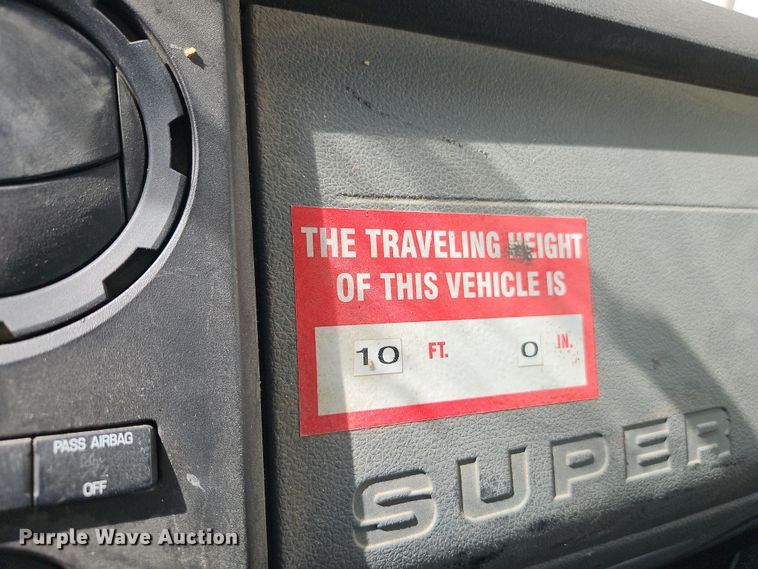 THE TRAVELING HEIGHT
OF THIS VEHICLE IS
10 FT. 0 IN.
PASS AIRBAG
OFF
SUPER
Purple Wave Auction